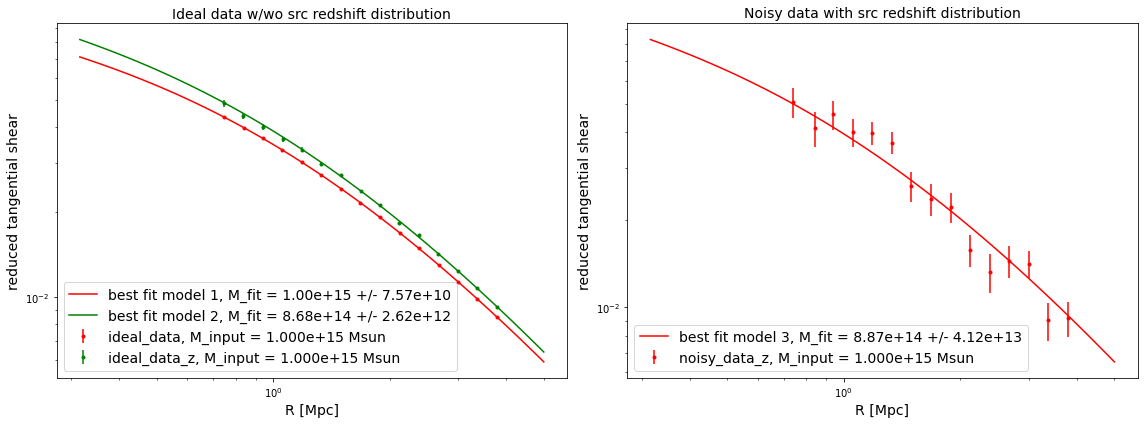 Ideal data w/wo src redshift distribution
reduced tangential shear
10⁻²
best fit model 1, M_fit = 1.00e+15 +/- 7.57e+10
best fit model 2, M_fit = 8.68e+14 +/- 2.62e+12
ideal_data, M_input = 1.000e+15 Msun
ideal_data_z, M_input = 1.000e+15 Msun
10⁰
R [Mpc]
Noisy data with src redshift distribution
reduced tangential shear
10⁻²
best fit model 3, M_fit = 8.87e+14 +/- 4.12e+13
noisy_data_z, M_input = 1.000e+15 Msun
10⁰
R [Mpc]